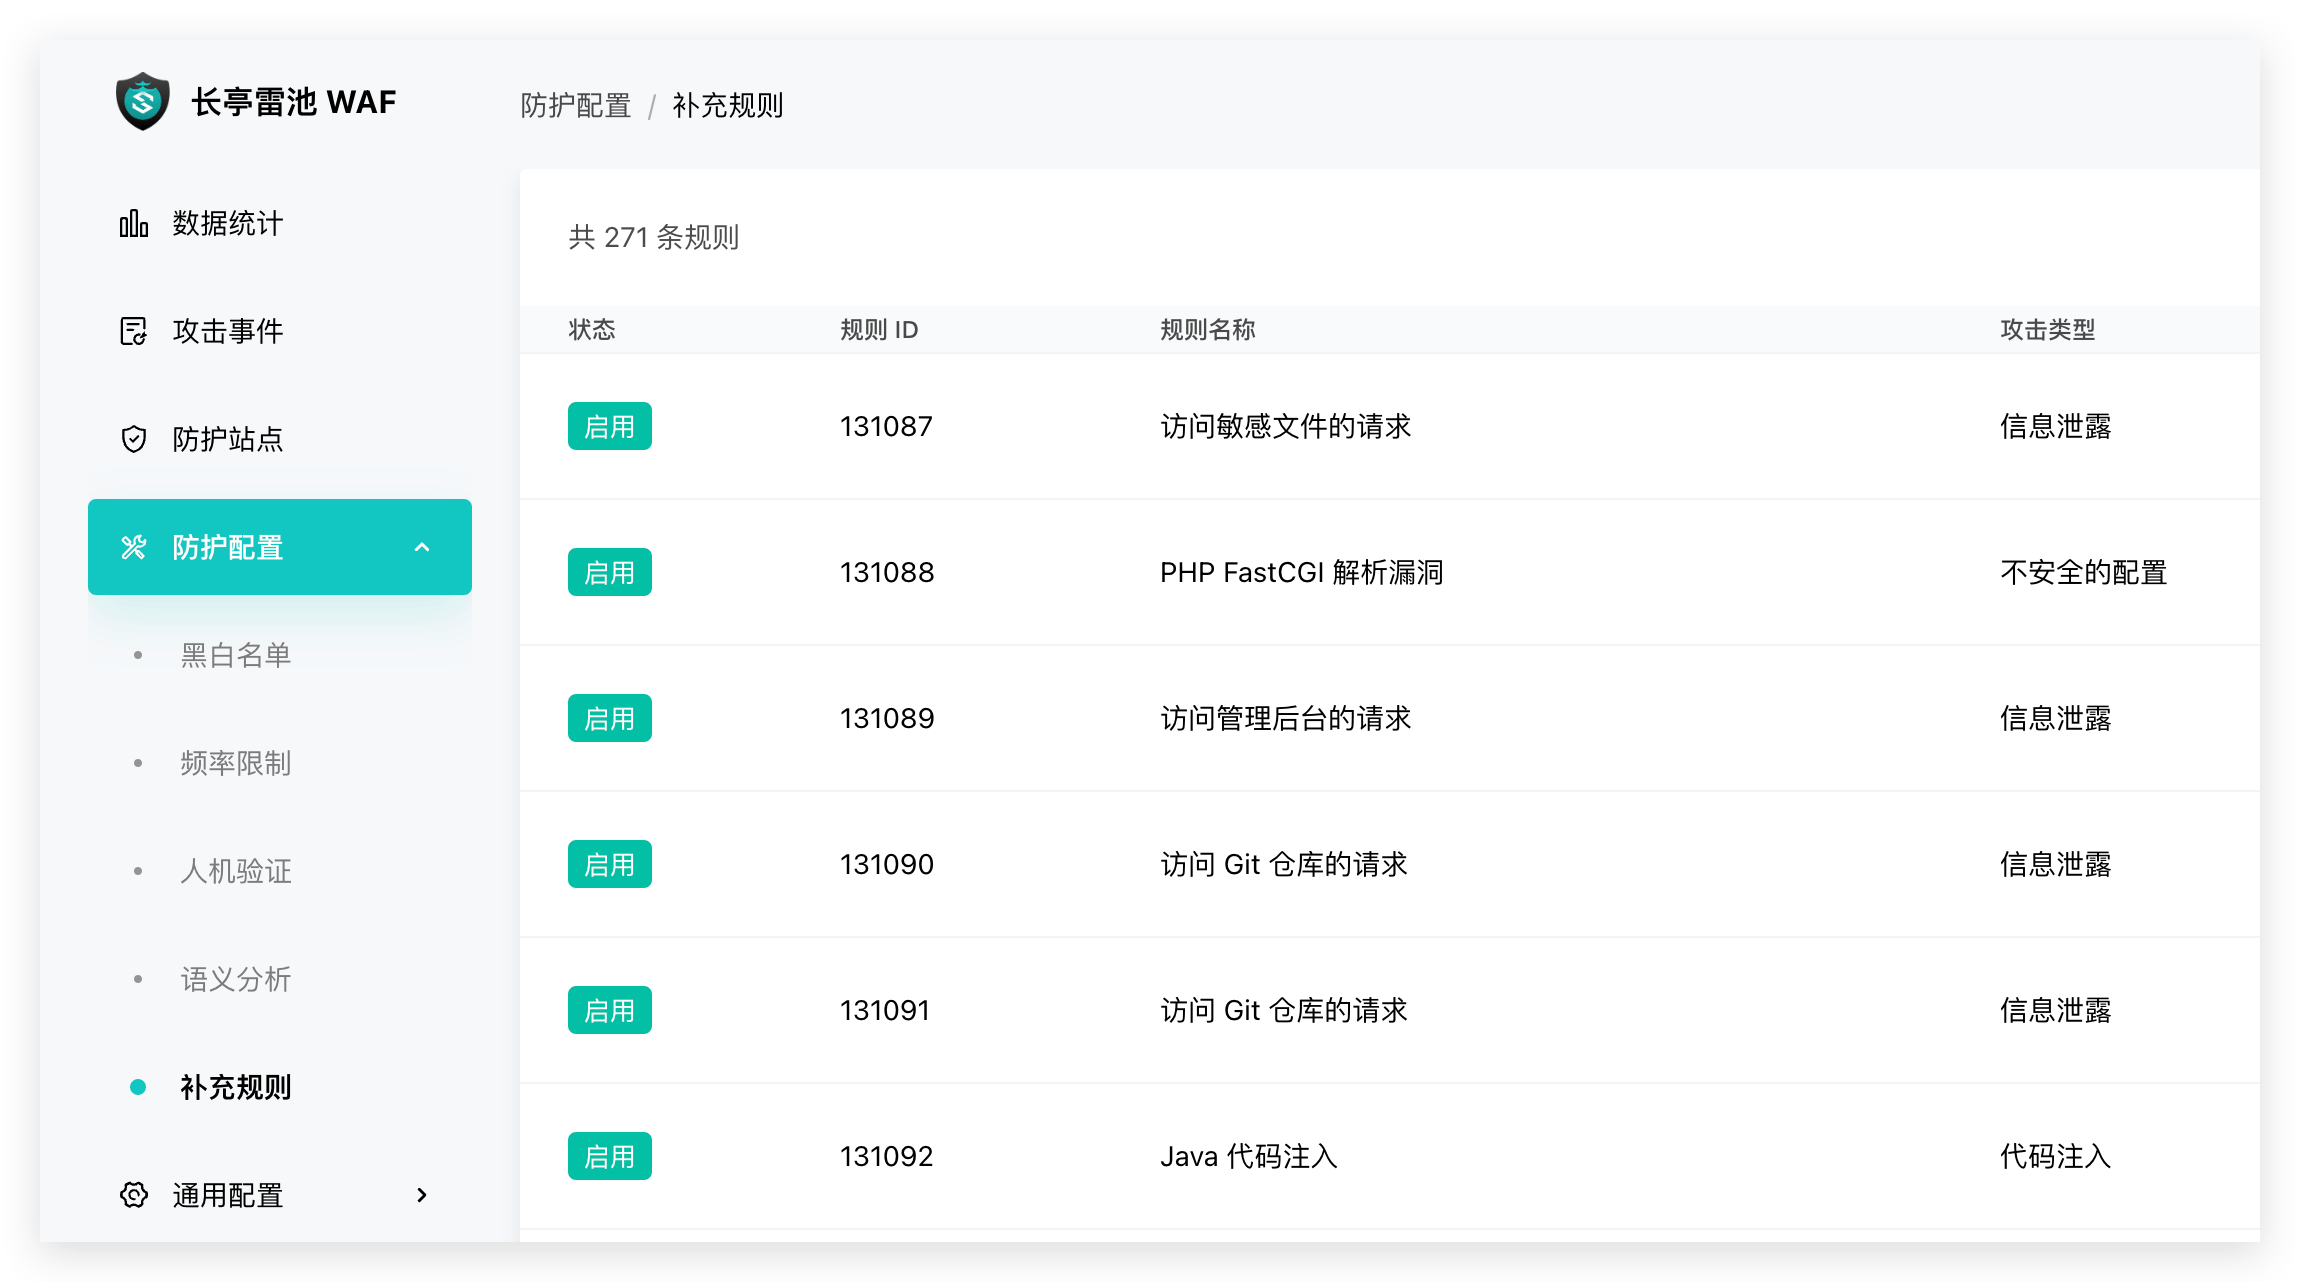 长亭雷池 WAF
防护配置 / 补充规则
数据统计
攻击事件
防护站点
防护配置
黑白名单
频率限制
人机验证
语义分析
补充规则
通用配置
共 271 条规则
状态 规则 ID 规则名称 攻击类型
启用 131087 访问敏感文件的请求 信息泄露
启用 131088 PHP FastCGI 解析漏洞 不安全的配置
启用 131089 访问管理后台的请求 信息泄露
启用 131090 访问 Git 仓库的请求 信息泄露
启用 131091 访问 Git 仓库的请求 信息泄露
启用 131092 Java 代码注入 代码注入